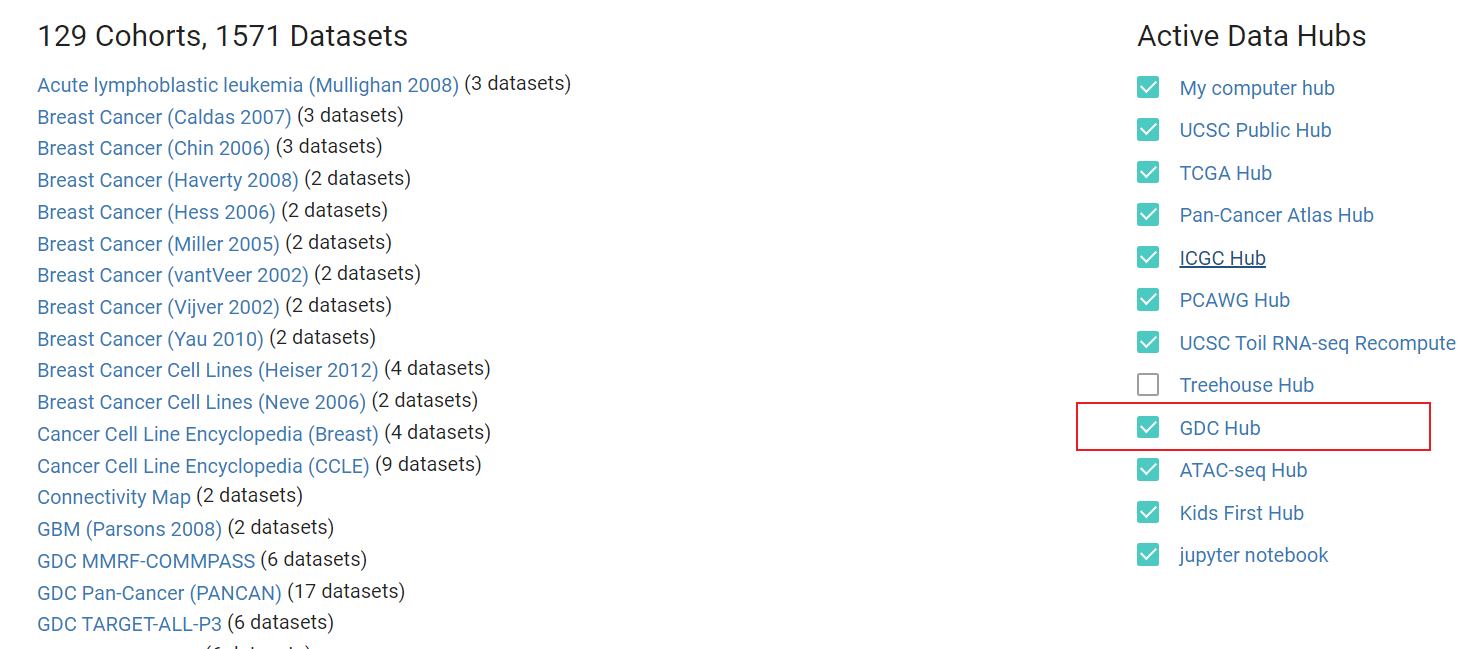 129 Cohorts, 1571 Datasets
Acute lymphoblastic leukemia (Mullighan 2008) (3 datasets)
Breast Cancer (Caldas 2007) (3 datasets)
Breast Cancer (Chin 2006) (3 datasets)
Breast Cancer (Haverty 2008) (2 datasets)
Breast Cancer (Hess 2006) (2 datasets)
Breast Cancer (Miller 2005) (2 datasets)
Breast Cancer (vantVeer 2002) (2 datasets)
Breast Cancer (Vijver 2002) (2 datasets)
Breast Cancer (Yau 2010) (2 datasets)
Breast Cancer Cell Lines (Heiser 2012) (4 datasets)
Breast Cancer Cell Lines (Neve 2006) (2 datasets)
Cancer Cell Line Encyclopedia (Breast) (4 datasets)
Cancer Cell Line Encyclopedia (CCLE) (9 datasets)
Connectivity Map (2 datasets)
GBM (Parsons 2008) (2 datasets)
GDC MMRF-COMMPASS (6 datasets)
GDC Pan-Cancer (PANCAN) (17 datasets)
GDC TARGET-ALL-P3 (6 datasets)
Active Data Hubs
My computer hub
UCSC Public Hub
TCGA Hub
Pan-Cancer Atlas Hub
ICGC Hub
PCAWG Hub
UCSC Toil RNA-seq Recompute
Treehouse Hub
GDC Hub
ATAC-seq Hub
Kids First Hub
jupyter notebook